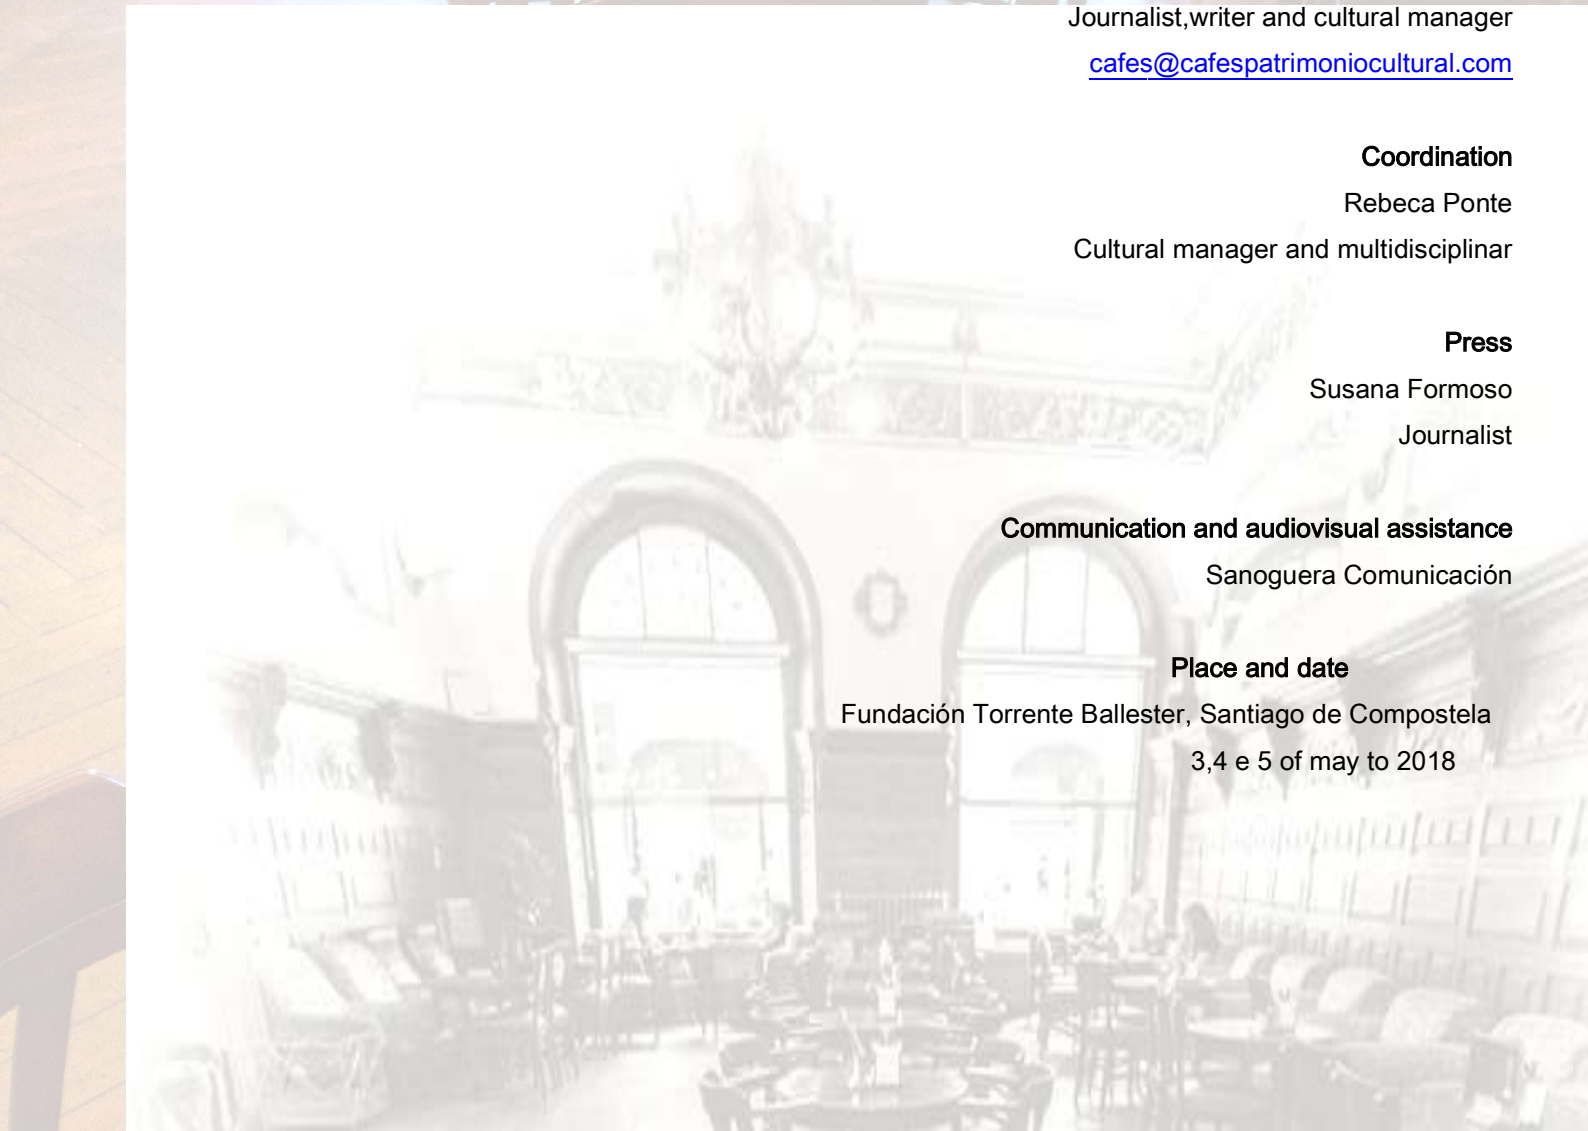 Journalist,writer and cultural manager
cafes@cafespatrimoniocultural.com
Coordination
Rebeca Ponte
Cultural manager and multidisciplinar
Press
Susana Formoso
Journalist
Communication and audiovisual assistance
Sanoguera Comunicación
Place and date
Fundación Torrente Ballester, Santiago de Compostela
3,4 e 5 of may to 2018